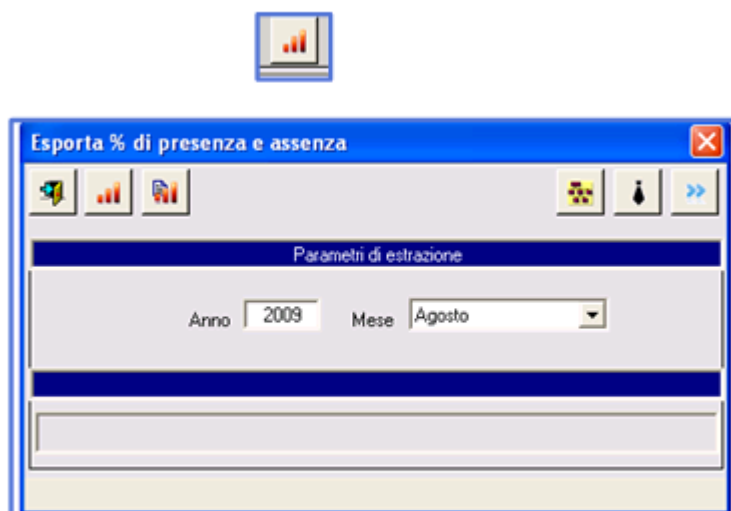 Esporta % di presenza e assenza
Parametri di estrazione
Anno 2009 Mese Agosto